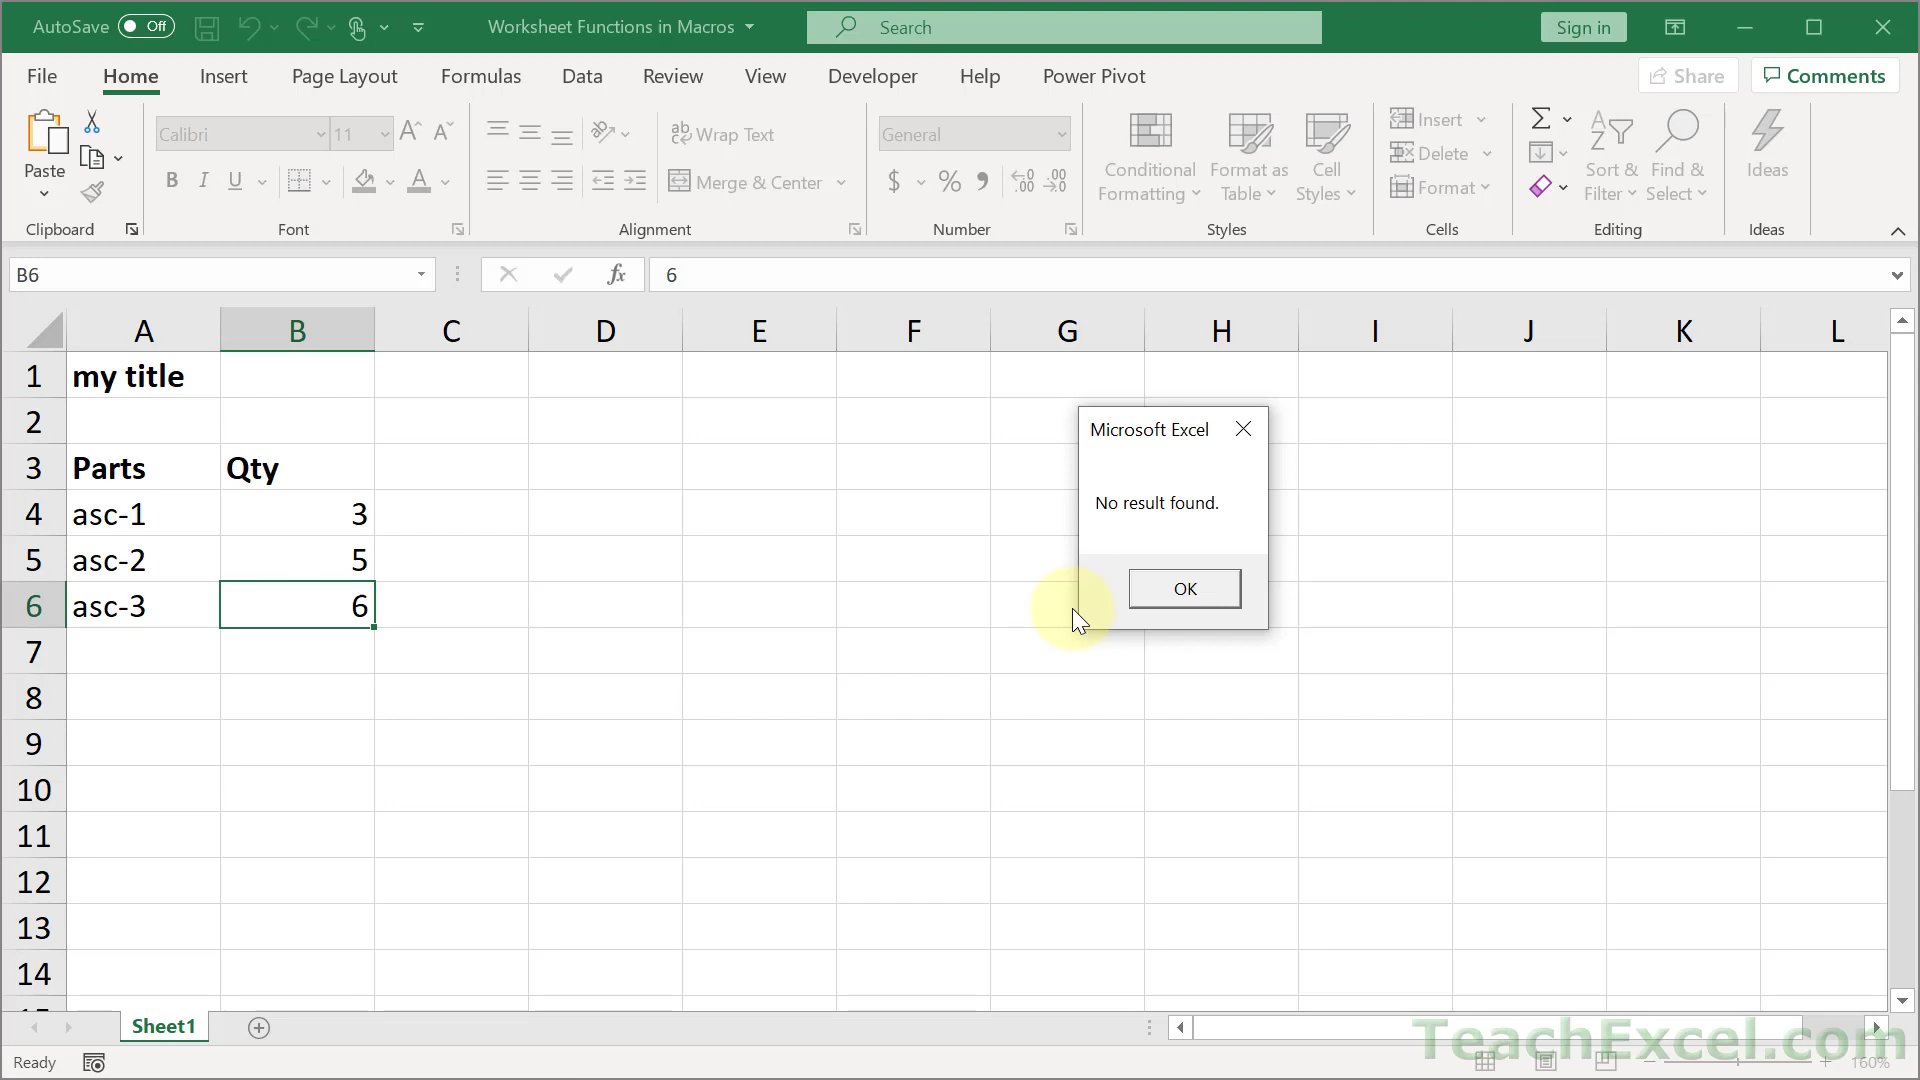 AutoSave Off Worksheet Functions in Macros Search Sign in
File Home Insert Page Layout Formulas Data Review View Developer Help Power Pivot Share Comments
Paste
Clipboard
Calibri 11
B I U
Font
ab Wrap Text
Merge & Center
Alignment
General
$ % 9 .00 .00
Number
Conditional Formatting
Format as Table
Cell Styles
Styles
Insert
Delete
Format
Cells
Sort & Filter
Find & Select
Editing
Ideas
Ideas
B6 fx 6
A B C D E F G H I J K L
1 my title
2
3 Parts Qty
4 asc-1 3
5 asc-2 5
6 asc-3 6
7
8
9
10
11
12
13
14
Microsoft Excel
No result found.
OK
Sheet1
TeachExcel.com
Ready 160%